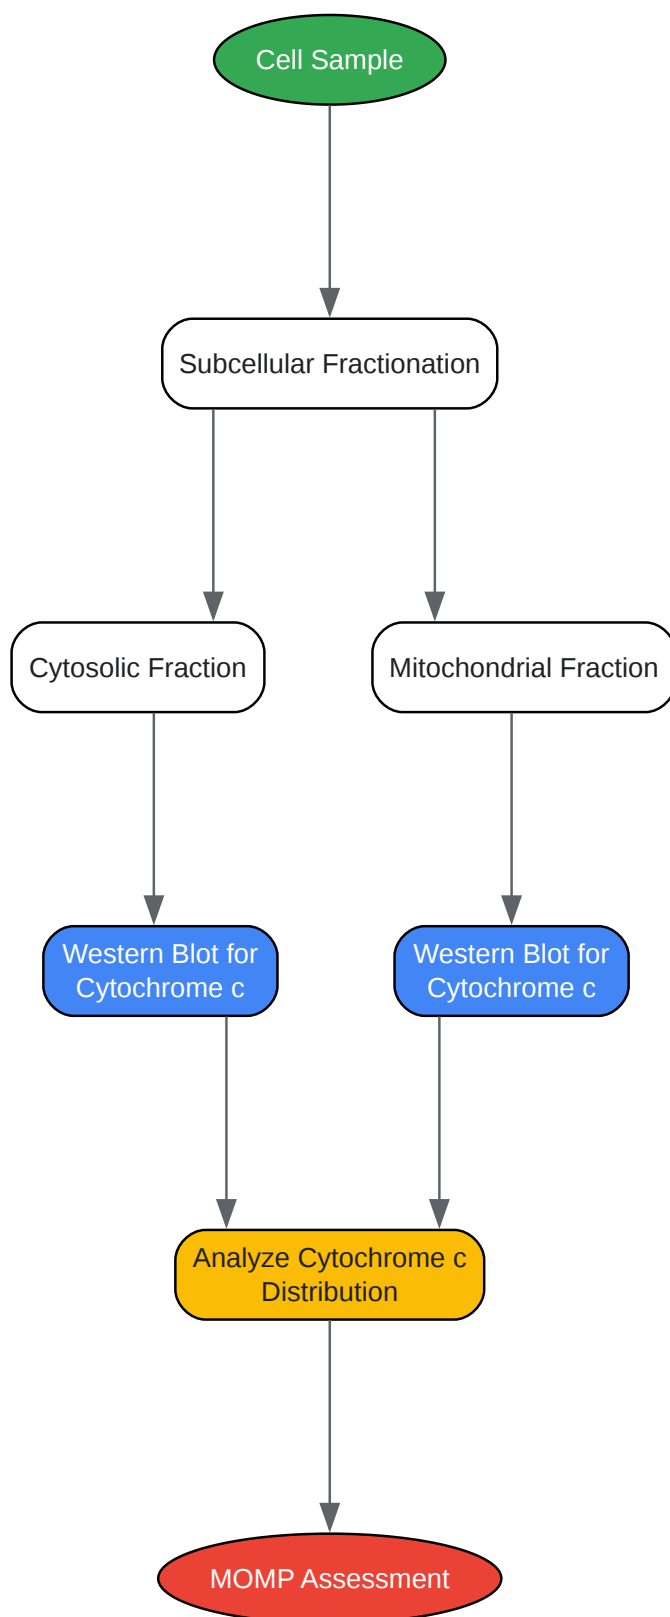 Cell Sample
Subcellular Fractionation
Cytosolic Fraction
Mitochondrial Fraction
Western Blot for
Cytochrome c
Western Blot for
Cytochrome c
Analyze Cytochrome c
Distribution
MOMP Assessment